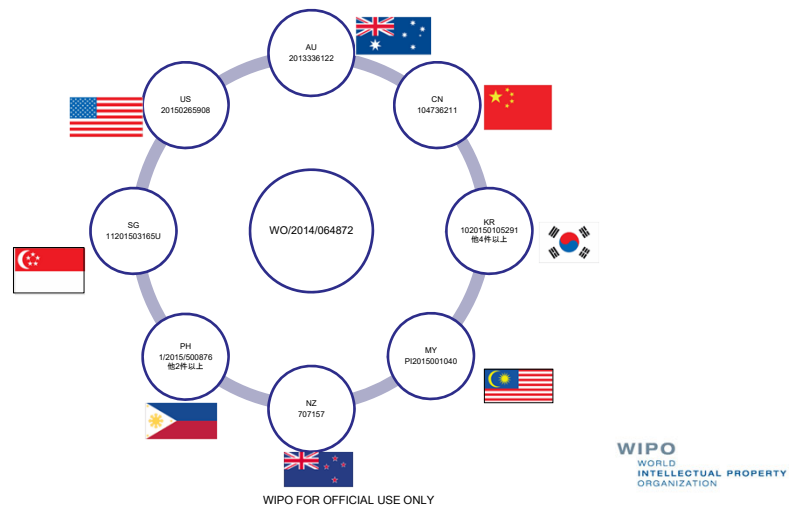 AU
2013336122
US
20150265908
CN
104736211
SG
11201503165U
WO/2014/064872
KR
1020150105291
他4件以上
PH
1/2015/500876
他2件以上
MY
PI2015001040
NZ
707157
WIPO FOR OFFICIAL USE ONLY
WIPO
WORLD
INTELLECTUAL PROPERTY
ORGANIZATION